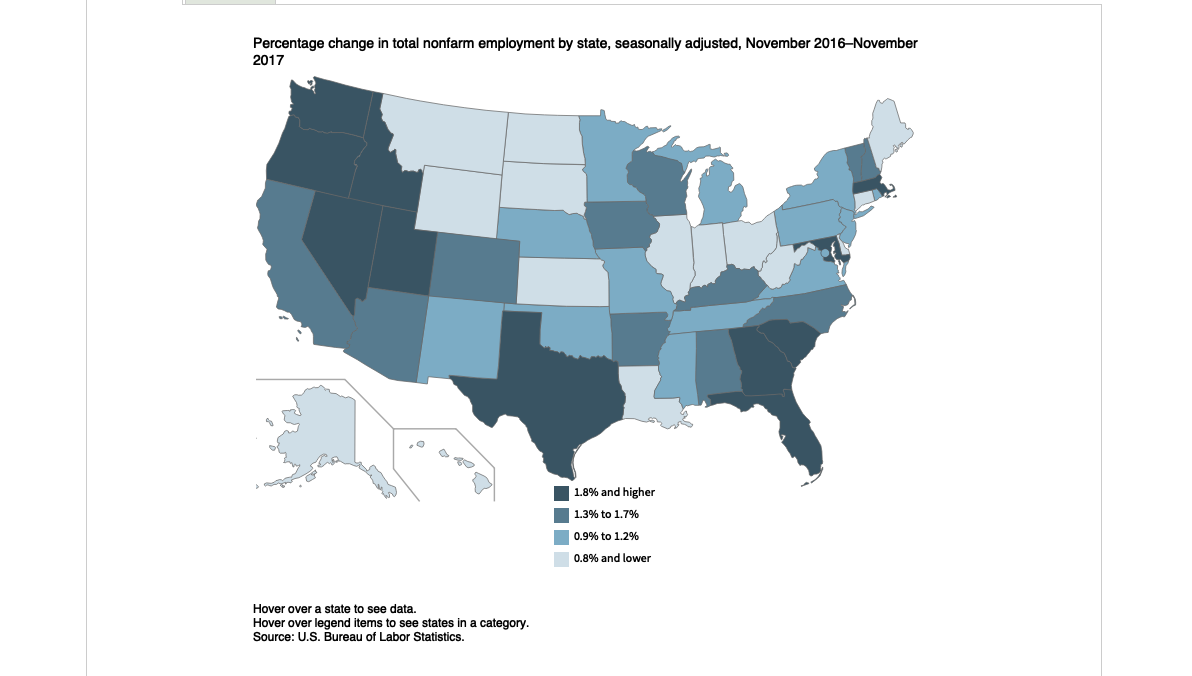 Percentage change in total nonfarm employment by state, seasonally adjusted, November 2016–November
2017
1.8% and higher
1.3% to 1.7%
0.9% to 1.2%
0.8% and lower
Hover over a state to see data.
Hover over legend items to see states in a category.
Source: U.S. Bureau of Labor Statistics.